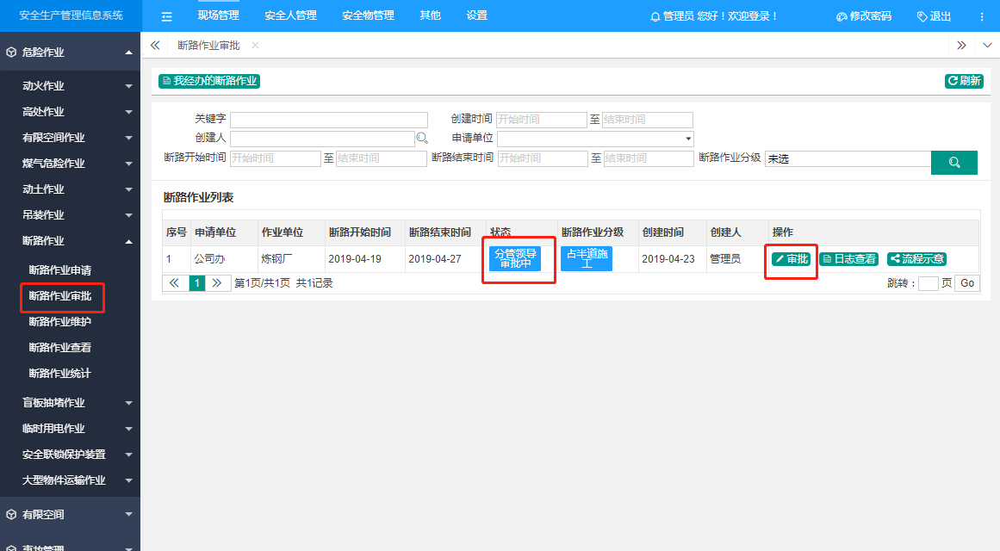 安全生产管理信息系统
现场管理 安全人管理 安全物管理 其他 设置
管理员 您好！欢迎登录！ 修改密码 退出
危险作业
动火作业
高处作业
有限空间作业
煤气危险作业
动土作业
吊装作业
断路作业
断路作业申请
断路作业审批
断路作业维护
断路作业查看
断路作业统计
盲板抽堵作业
临时用电作业
安全联锁保护装置
大型物件运输作业
有限空间
事故管理
断路作业审批
我经办的断路作业 刷新
关键字 创建时间 开始时间 至 结束时间
创建人 申请单位
断路开始时间 开始时间 至 结束时间 断路结束时间 开始时间 至 结束时间 断路作业分级 未选
断路作业列表
序号 申请单位 作业单位 断路开始时间 断路结束时间 状态 断路作业分级 创建时间 创建人 操作
1 公司办 炼钢厂 2019-04-19 2019-04-27 分管领导审批中 占半道施工 2019-04-23 管理员 审批 日志查看 流程示意
1 第1页/共1页 共1记录 跳转： 页 Go